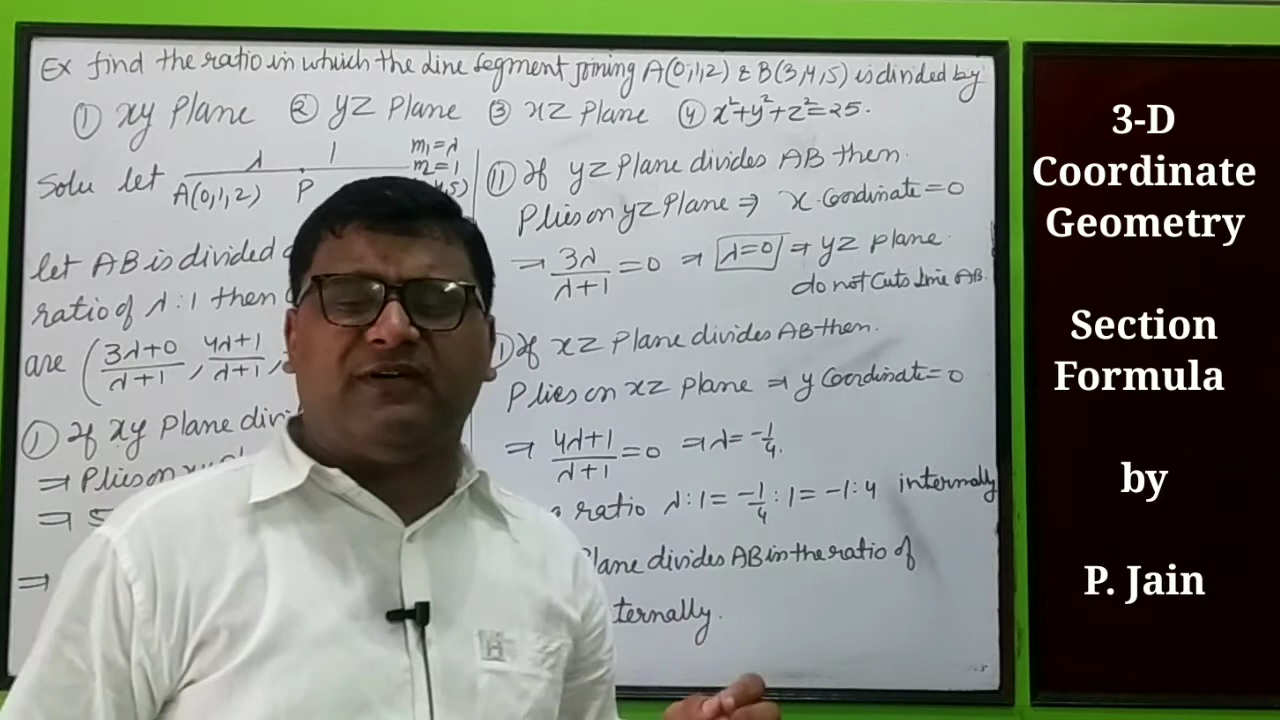 Ex find the ratio in which the line segment joining A(0,1,2) & B(3,4,5) is divided by
① xy Plane ② yz Plane ③ xz Plane ④ x²+y²+z²=25.
Solu let λ 1 m₁=λ
m₂=1
A(0,1,2) P ,5)
let AB is divided
ratio of λ:1 then
are (3λ+0/λ+1, 4λ+1/λ+1,
① If xy Plane divi
⇒ P lies on
⇒ 5
⇒
⑪ If yz Plane divides AB then.
P lies on yz Plane ⇒ x-Coordinate=0
⇒ 3λ/λ+1=0 ⇒ λ=0 ⇒ yz plane
do not Cuts line AB.
If xz Plane divides AB then.
P lies on xz plane ⇒ y Coordinate=0
⇒ 4λ+1/λ+1=0 ⇒ λ=-1/4.
ratio λ:1=-1/4:1=-1:4 internally
lane divides AB in the ratio of
ternally.
3-D
Coordinate
Geometry
Section
Formula
by
P. Jain
H